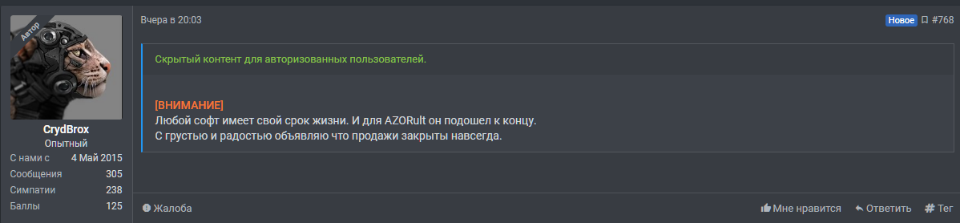 Вчера в 20:03
Новое #768
Автор
Скрытый контент для авторизованных пользователей.
[ВНИМАНИЕ]
Любой софт имеет свой срок жизни. И для AZORult он подошел к концу.
С грустью и радостью объявляю что продажи закрыты навсегда.
CrydBrox
Опытный
С нами с 4 Май 2015
Сообщения 305
Симпатии 238
Баллы 125
Жалоба
Мне нравится Ответить # Тег